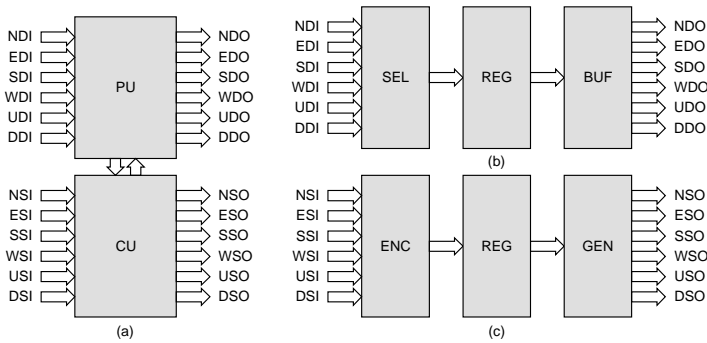 NDI
EDI
SDI
WDI
UDI
DDI
PU
NDO
EDO
SDO
WDO
UDO
DDO
NSI
ESI
SSI
WSI
USI
DSI
CU
NSO
ESO
SSO
WSO
USO
DSO
(a)
NDI
EDI
SDI
WDI
UDI
DDI
SEL
REG
BUF
NDO
EDO
SDO
WDO
UDO
DDO
(b)
NSI
ESI
SSI
WSI
USI
DSI
ENC
REG
GEN
NSO
ESO
SSO
WSO
USO
DSO
(c)